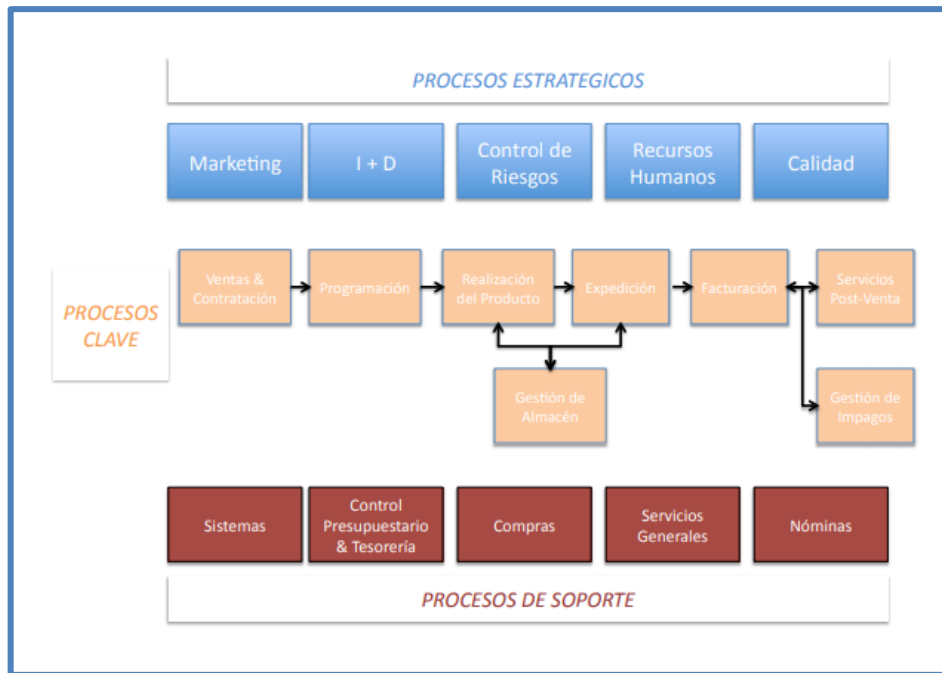 PROCESOS ESTRATEGICOS
Marketing
I + D
Control de
Riesgos
Recursos
Humanos
Calidad
PROCESOS
CLAVE
Ventas &
Contratación
Programación
Realización
del Producto
Expedición
Facturación
Servicios
Post-Venta
Gestión de
Almacén
Gestión de
Impagos
Sistemas
Control
Presupuestario
& Tesorería
Compras
Servicios
Generales
Nóminas
PROCESOS DE SOPORTE